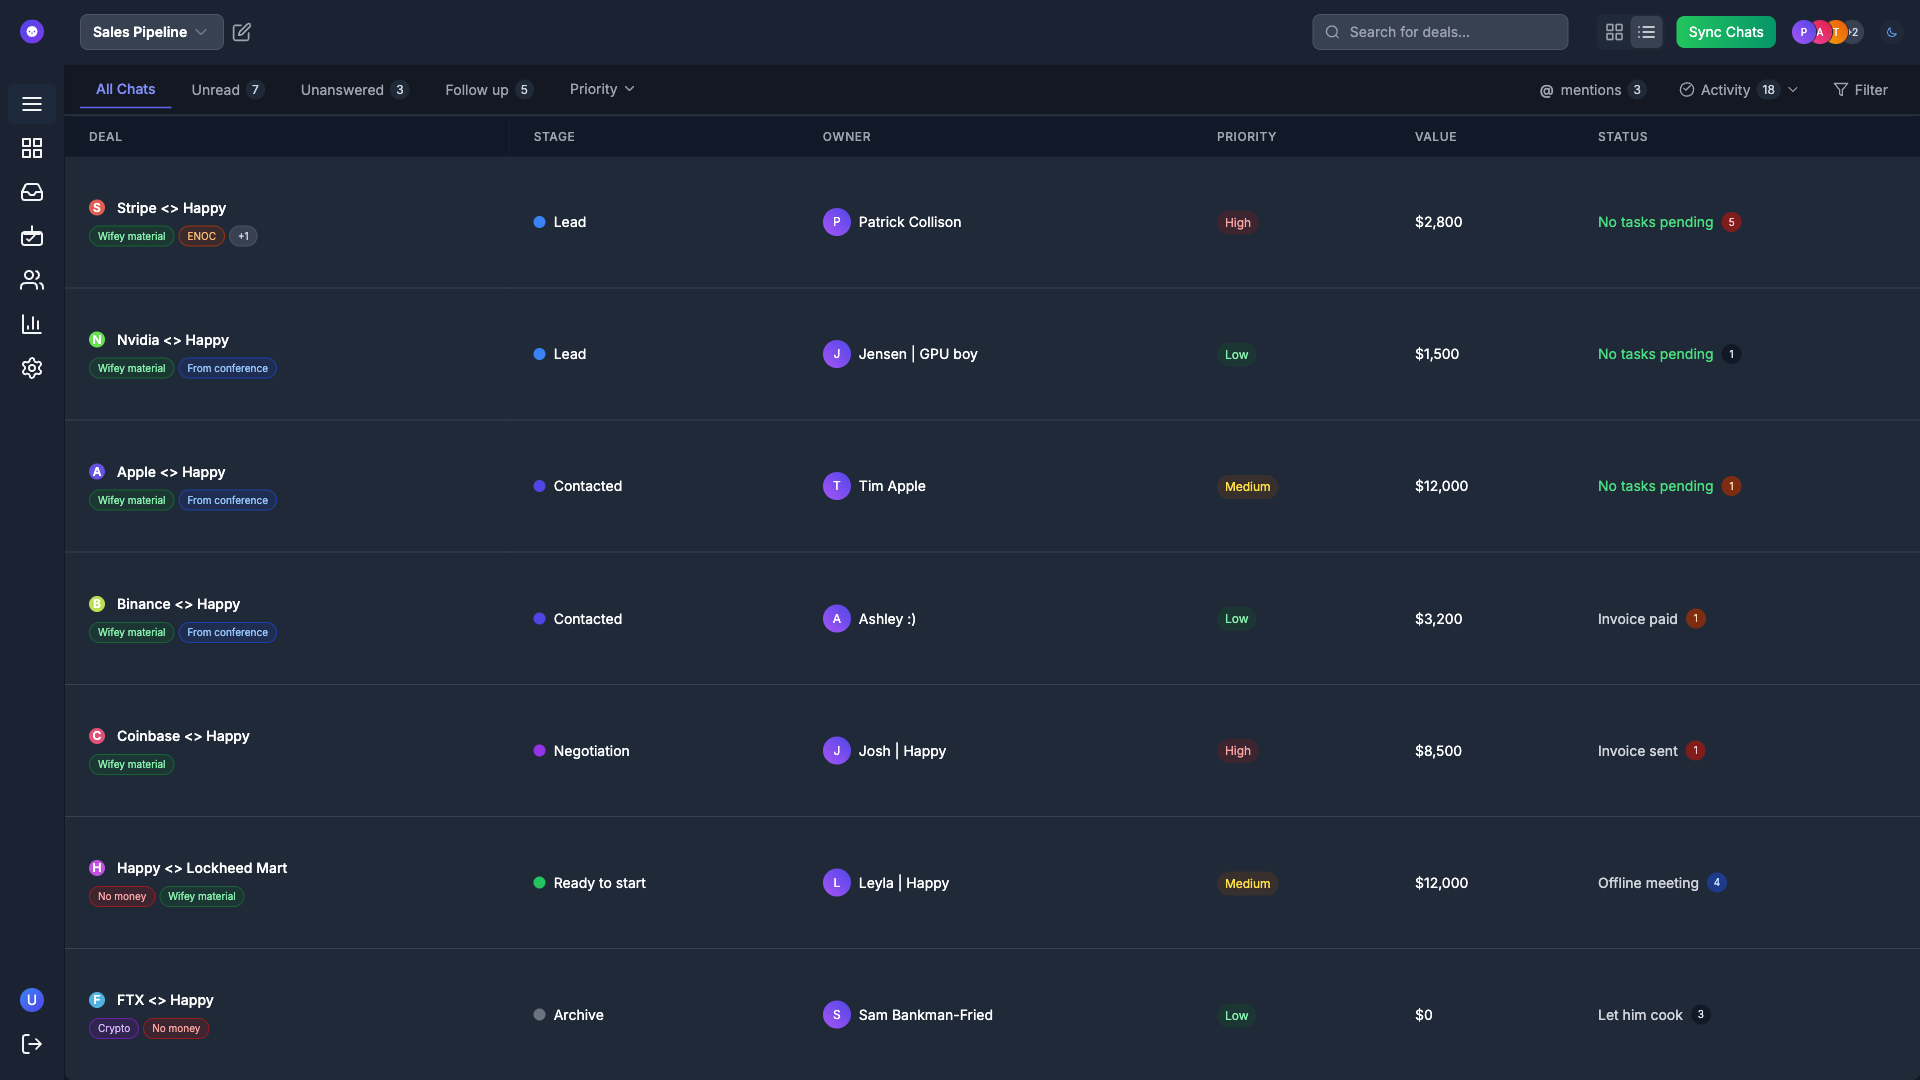 Sales Pipeline
Search for deals...
Sync Chats
P A T +2
All Chats
Unread 7
Unanswered 3
Follow up 5
Priority
@ mentions 3
Activity 18
Filter
DEAL STAGE OWNER PRIORITY VALUE STATUS
S Stripe <> Happy
Wifey material ENOC +1
Lead
P Patrick Collison
High
$2,800
No tasks pending 5
N Nvidia <> Happy
Wifey material From conference
Lead
J Jensen | GPU boy
Low
$1,500
No tasks pending 1
A Apple <> Happy
Wifey material From conference
Contacted
T Tim Apple
Medium
$12,000
No tasks pending 1
B Binance <> Happy
Wifey material From conference
Contacted
A Ashley :)
Low
$3,200
Invoice paid 1
C Coinbase <> Happy
Wifey material
Negotiation
J Josh | Happy
High
$8,500
Invoice sent 1
H Happy <> Lockheed Mart
No money Wifey material
Ready to start
L Leyla | Happy
Medium
$12,000
Offline meeting 4
F FTX <> Happy
Crypto No money
Archive
S Sam Bankman-Fried
Low
$0
Let him cook 3
U